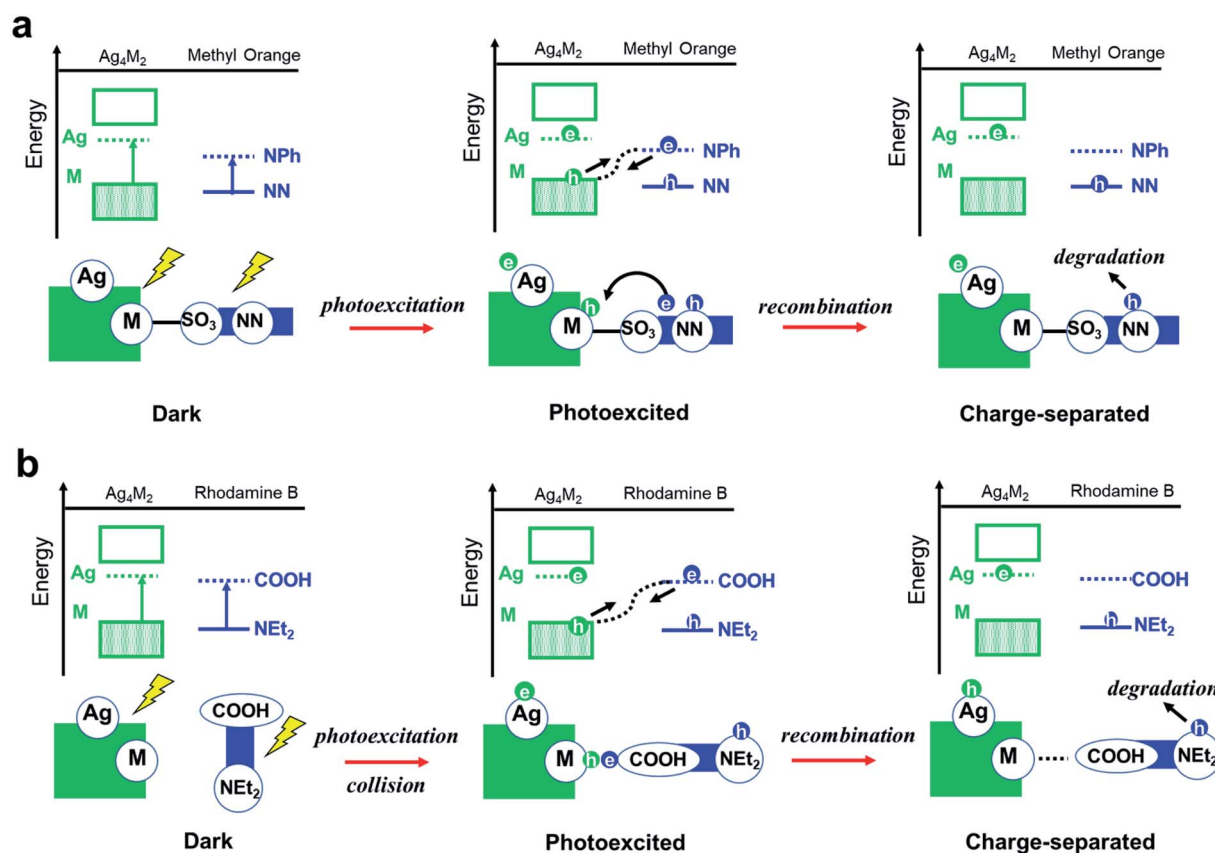 a
Ag₄M₂ Methyl Orange
Energy
Ag
M
NPh
NN
Ag
M
SO₃
NN
Dark
photoexcitation
Ag₄M₂ Methyl Orange
Energy
Ag
M
e
h
e
h
NPh
NN
e
Ag
h
M
e
h
SO₃
NN
Photoexcited
recombination
Ag₄M₂ Methyl Orange
Energy
Ag
M
e
h
NPh
NN
e
Ag
M
SO₃
degradation
h
NN
Charge-separated
b
Ag₄M₂ Rhodamine B
Energy
Ag
M
COOH
NEt₂
Ag
M
COOH
NEt₂
Dark
photoexcitation
collision
Ag₄M₂ Rhodamine B
Energy
Ag
M
e
h
e
h
COOH
NEt₂
e
Ag
M
h
e
COOH
h
NEt₂
Photoexcited
recombination
Ag₄M₂ Rhodamine B
Energy
Ag
M
e
h
COOH
NEt₂
h
Ag
M
COOH
degradation
h
NEt₂
Charge-separated